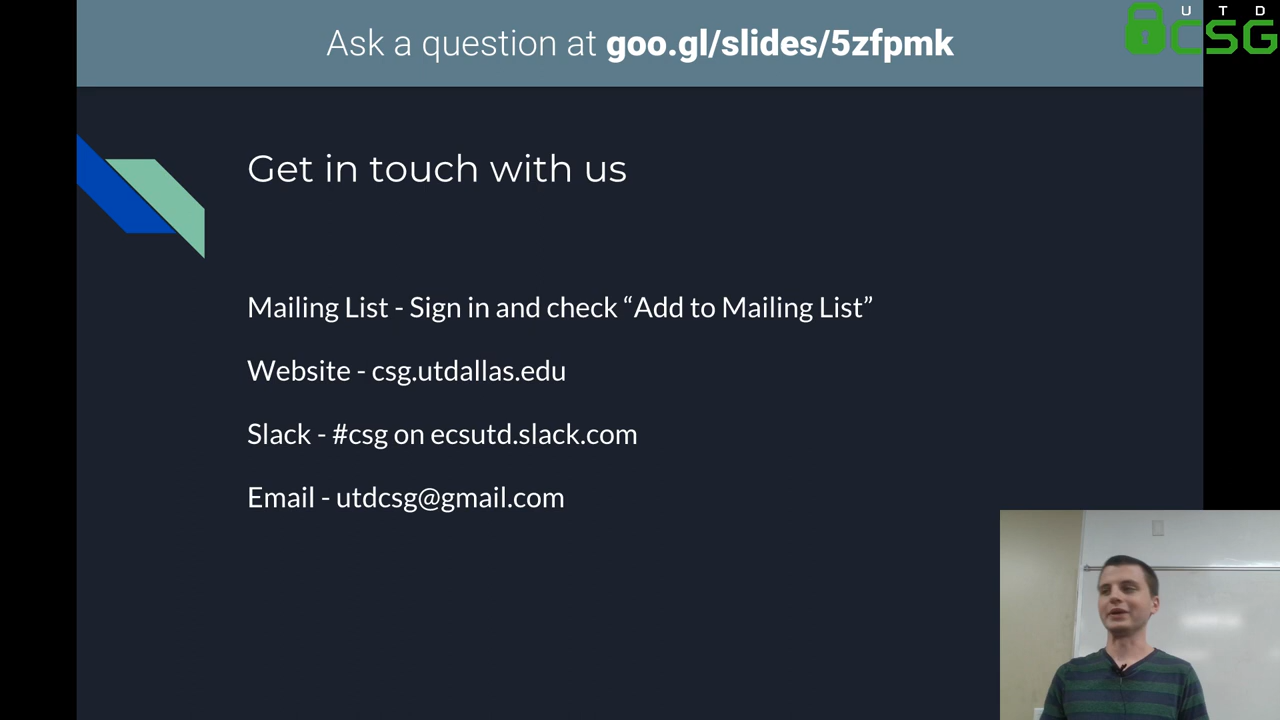 Ask a question at goo.gl/slides/5zfpmk
UTD
CSG
Get in touch with us
Mailing List - Sign in and check “Add to Mailing List”
Website - csg.utdallas.edu
Slack - #csg on ecsutd.slack.com
Email - utdcsg@gmail.com